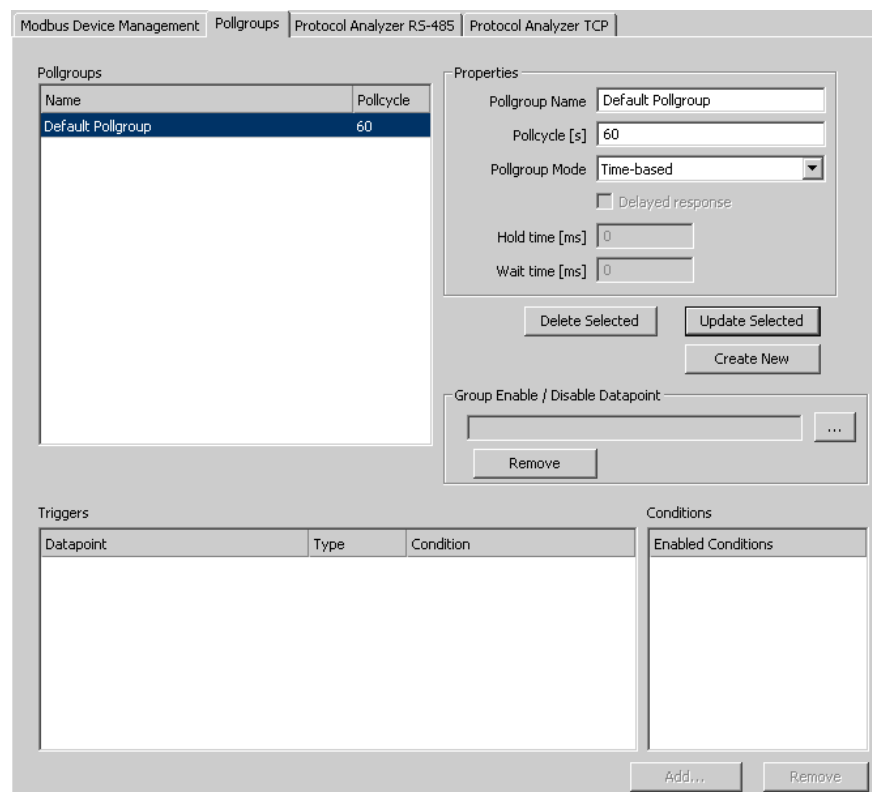 Modbus Device Management Pollgroups Protocol Analyzer RS-485 Protocol Analyzer TCP
Pollgroups
Name Pollcycle
Default Pollgroup 60
Properties
Pollgroup Name Default Pollgroup
Pollcycle [s] 60
Pollgroup Mode Time-based
Delayed response
Hold time [ms] 0
Wait time [ms] 0
Delete Selected Update Selected
Create New
Group Enable / Disable Datapoint
...
Remove
Triggers
Datapoint Type Condition
Conditions
Enabled Conditions
Add... Remove